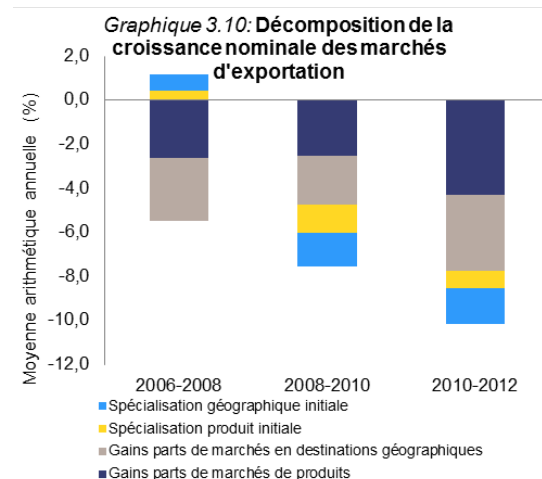 Graphique 3.10: Décomposition de la
croissance nominale des marchés
d'exportation
Moyenne arithmétique annuelle (%)
2,0
0,0
-2,0
-4,0
-6,0
-8,0
-10,0
-12,0
2006-2008 2008-2010 2010-2012
Spécialisation géographique initiale
Spécialisation produit initiale
Gains parts de marchés en destinations géographiques
Gains parts de marchés de produits